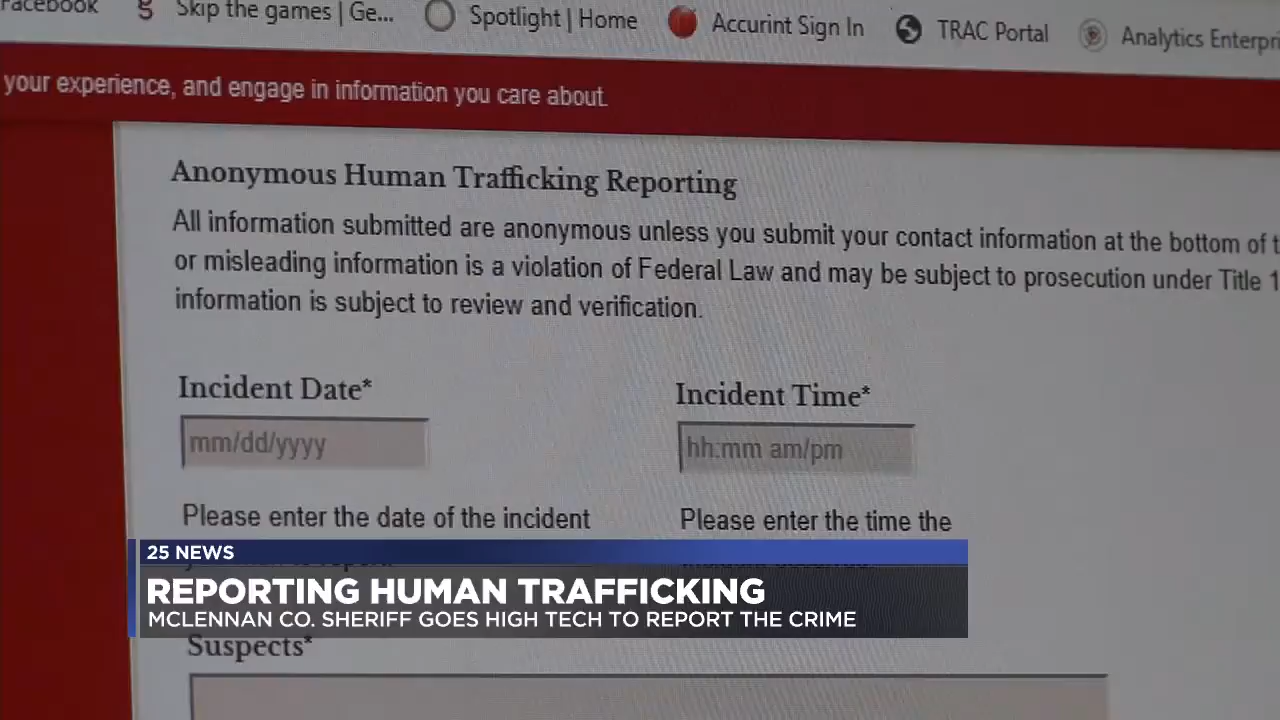 Facebook
Skip the games | Ge...
Spotlight | Home
Accurint Sign In
TRAC Portal
Analytics Enterpri
your experience, and engage in information you care about.
Anonymous Human Trafficking Reporting
All information submitted are anonymous unless you submit your contact information at the bottom of t
or misleading information is a violation of Federal Law and may be subject to prosecution under Title 1
information is subject to review and verification.
Incident Date*
Incident Time*
mm/dd/yyyy
hh:mm am/pm
Please enter the date of the incident
Please enter the time the
25 NEWS
REPORTING HUMAN TRAFFICKING
MCLENNAN CO. SHERIFF GOES HIGH TECH TO REPORT THE CRIME
Suspects*